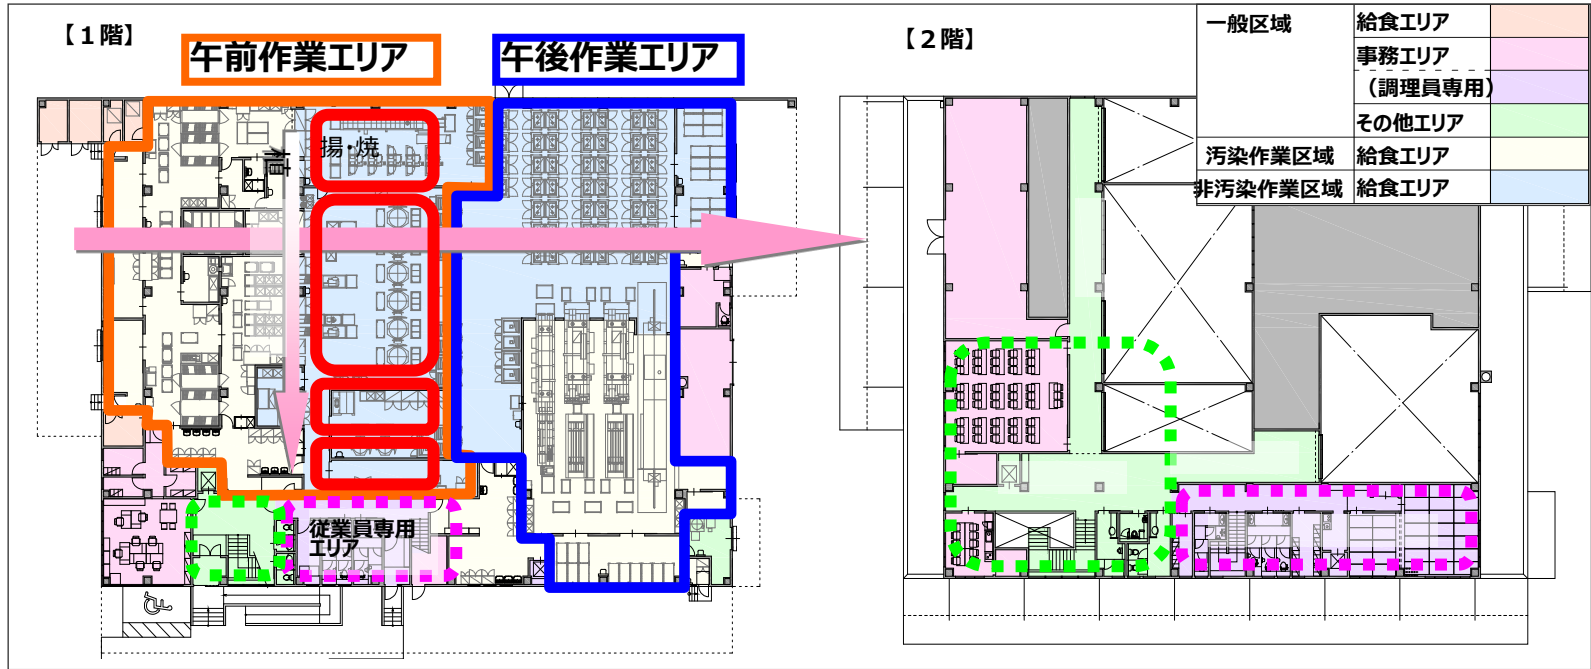 【１階】
午前作業エリア
午後作業エリア
【２階】
一般区域
給食エリア
事務エリア
（調理員専用）
その他エリア
汚染作業区域
給食エリア
非汚染作業区域
給食エリア
揚・焼
従業員専用
エリア